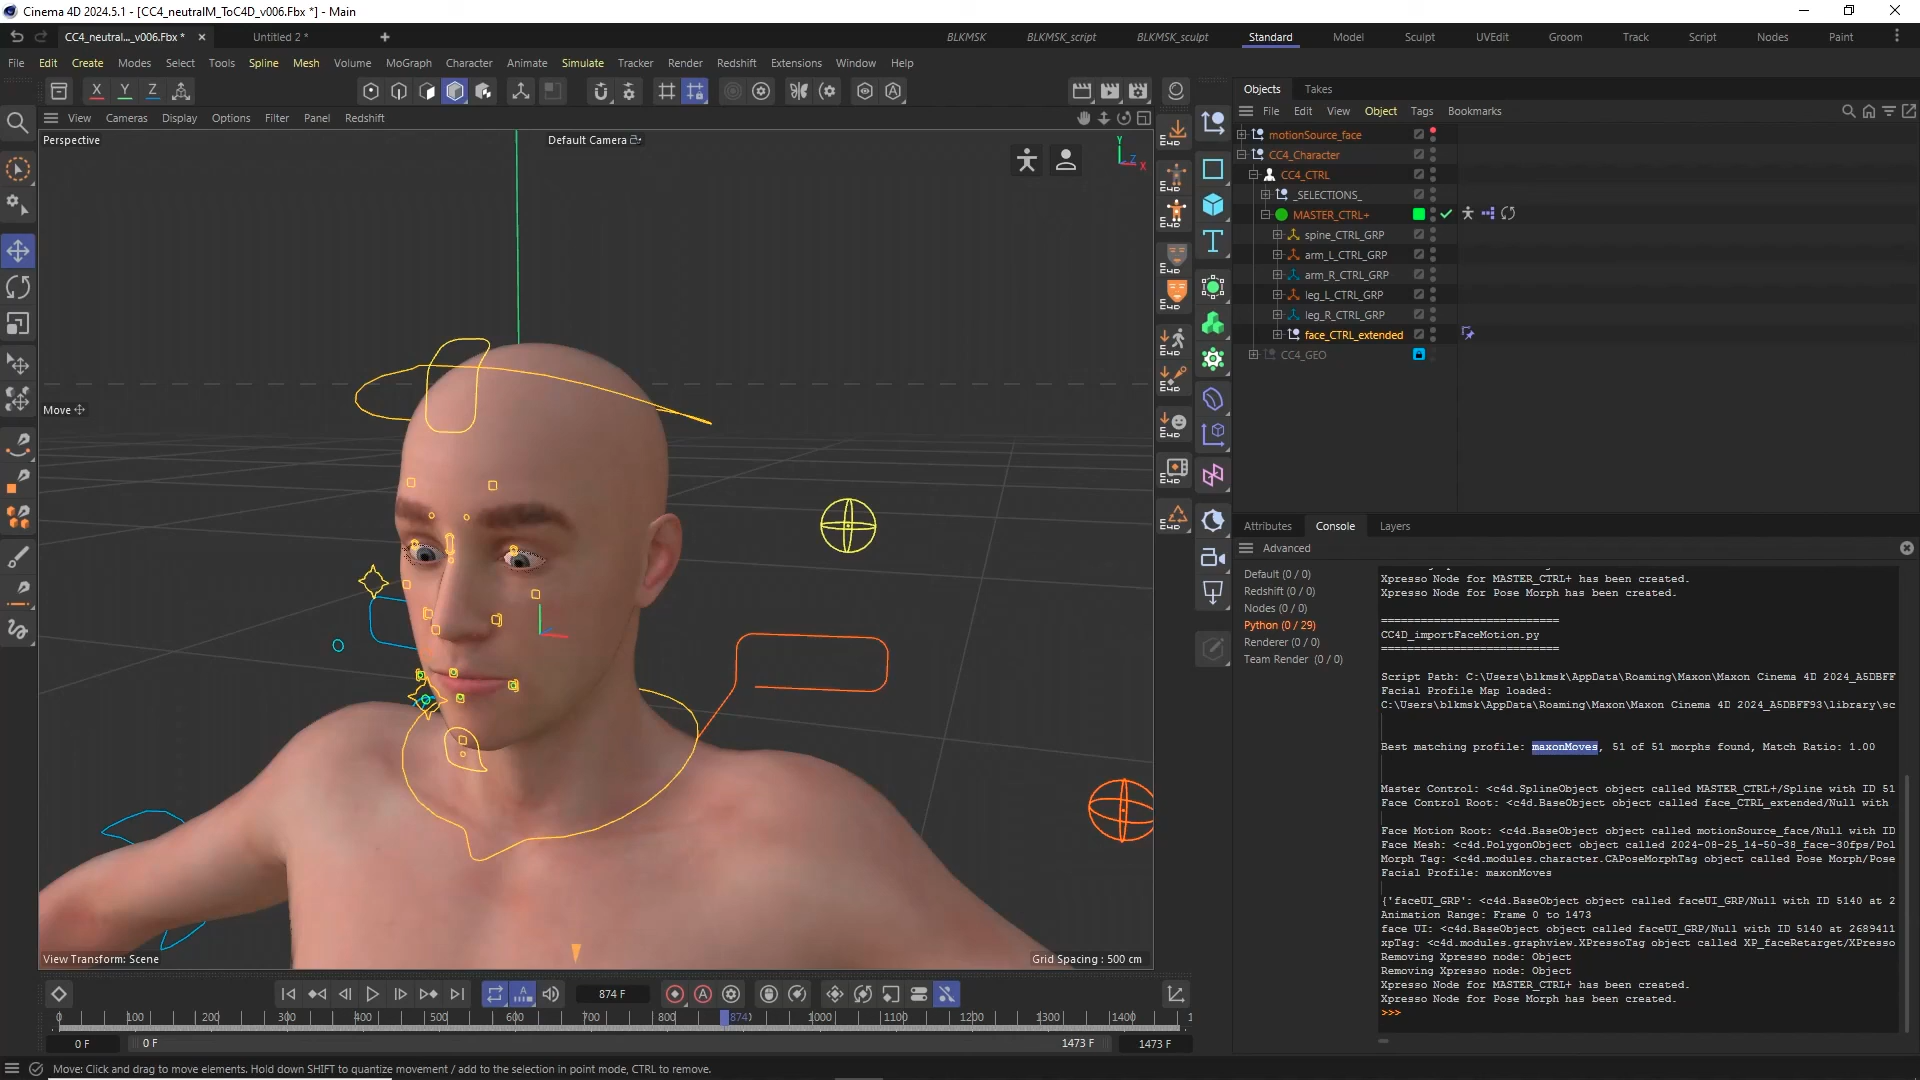 Cinema 4D 2024.5.1 - [CC4_neutralM_ToC4D_v006.Fbx *] - Main
CC4_neutral..._v006.Fbx *
Untitled 2 *
BLKMSK
BLKMSK_script
BLKMSK_sculpt
Standard
Model
Sculpt
UVEdit
Groom
Track
Script
Nodes
Paint
File Edit Create Modes Select Tools Spline Mesh Volume MoGraph Character Animate Simulate Tracker Render Redshift Extensions Window Help
X Y Z
View Cameras Display Options Filter Panel Redshift
Perspective
Default Camera
Y
Z
X
Move
View Transform: Scene
Grid Spacing : 500 cm
Objects Takes
File Edit View Object Tags Bookmarks
motionSource_face
CC4_Character
CC4_CTRL
_SELECTIONS_
MASTER_CTRL+
spine_CTRL_GRP
arm_L_CTRL_GRP
arm_R_CTRL_GRP
leg_L_CTRL_GRP
leg_R_CTRL_GRP
face_CTRL_extended
CC4_GEO
Attributes Console Layers
Advanced
Default (0 / 0)
Redshift (0 / 0)
Nodes (0 / 0)
Python (0 / 29)
Renderer (0 / 0)
Team Render (0 / 0)
Xpresso Node for MASTER_CTRL+ has been created.
Xpresso Node for Pose Morph has been created.
==========================
CC4D_importFaceMotion.py
==========================
Script Path: C:\Users\blkmsk\AppData\Roaming\Maxon\Maxon Cinema 4D 2024_A5DBFF
Facial Profile Map loaded:
C:\Users\blkmsk\AppData\Roaming\Maxon\Maxon Cinema 4D 2024_A5DBFF93\library\sc
Best matching profile: maxonMoves, 51 of 51 morphs found, Match Ratio: 1.00
Master Control: <c4d.SplineObject object called MASTER_CTRL+/Spline with ID 51
Face Control Root: <c4d.BaseObject object called face_CTRL_extended/Null with
Face Motion Root: <c4d.BaseObject object called motionSource_face/Null with ID
Face Mesh: <c4d.PolygonObject object called 2024-08-25_14-50-38_face-30fps/Pol
Morph Tag: <c4d.modules.character.CAPoseMorphTag object called Pose Morph/Pose
Facial Profile: maxonMoves
{'faceUI_GRP': <c4d.BaseObject object called faceUI_GRP/Null with ID 5140 at 2
Animation Range: Frame 0 to 1473
face UI: <c4d.BaseObject object called faceUI_GRP/Null with ID 5140 at 2689411
xpTag: <c4d.modules.graphview.XPressoTag object called XP_faceRetarget/XPresso
Removing Xpresso node: Object
Removing Xpresso node: Object
Xpresso Node for MASTER_CTRL+ has been created.
Xpresso Node for Pose Morph has been created.
>>>
874 F
0 100 200 300 400 500 600 700 800 874 1000 1100 1200 1300 1400 1
0 F
0 F
1473 F
1473 F
Move: Click and drag to move elements. Hold down SHIFT to quantize movement / add to the selection in point mode, CTRL to remove.